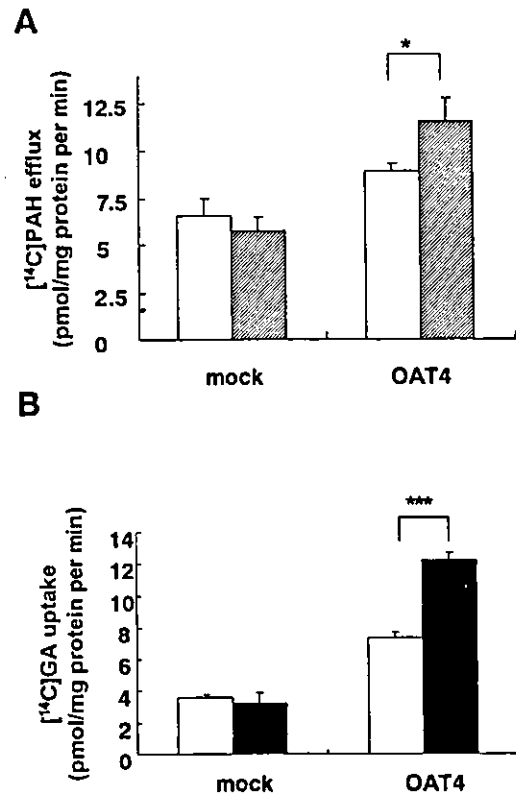 A
*
[¹⁴C]PAH efflux
(pmol/mg protein per min)
12.5
10
7.5
5
2.5
0
mock
OAT4
B
***
[¹⁴C]GA uptake
(pmol/mg protein per min)
14
12
10
8
6
4
2
0
mock
OAT4